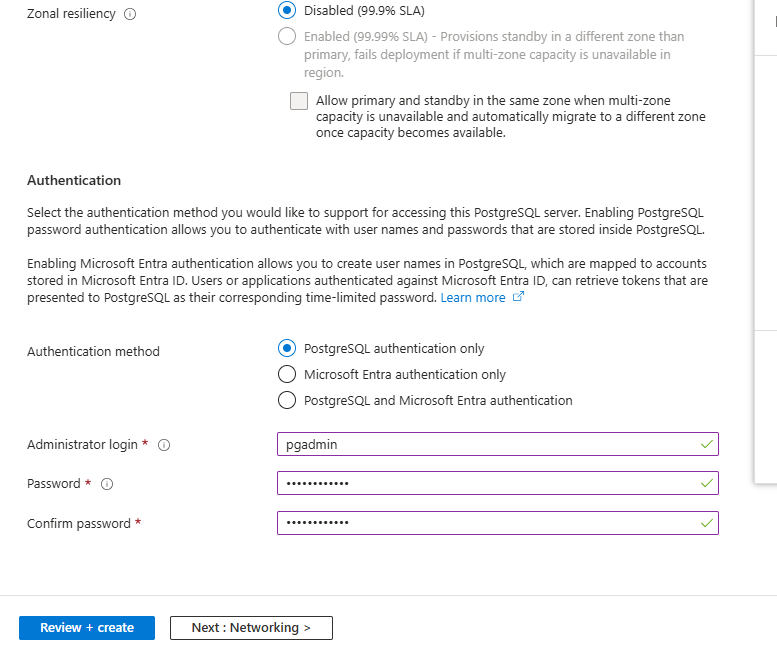 Zonal resiliency
Disabled (99.9% SLA)
Enabled (99.99% SLA) - Provisions standby in a different zone than
primary, fails deployment if multi-zone capacity is unavailable in
region.
Allow primary and standby in the same zone when multi-zone
capacity is unavailable and automatically migrate to a different zone
once capacity becomes available.
Authentication
Select the authentication method you would like to support for accessing this PostgreSQL server. Enabling PostgreSQL
password authentication allows you to authenticate with user names and passwords that are stored inside PostgreSQL.
Enabling Microsoft Entra authentication allows you to create user names in PostgreSQL, which are mapped to accounts
stored in Microsoft Entra ID. Users or applications authenticated against Microsoft Entra ID, can retrieve tokens that are
presented to PostgreSQL as their corresponding time-limited password. Learn more
Authentication method
PostgreSQL authentication only
Microsoft Entra authentication only
PostgreSQL and Microsoft Entra authentication
Administrator login *
pgadmin
Password *
••••••••••••
Confirm password *
••••••••••••
Review + create
Next : Networking >